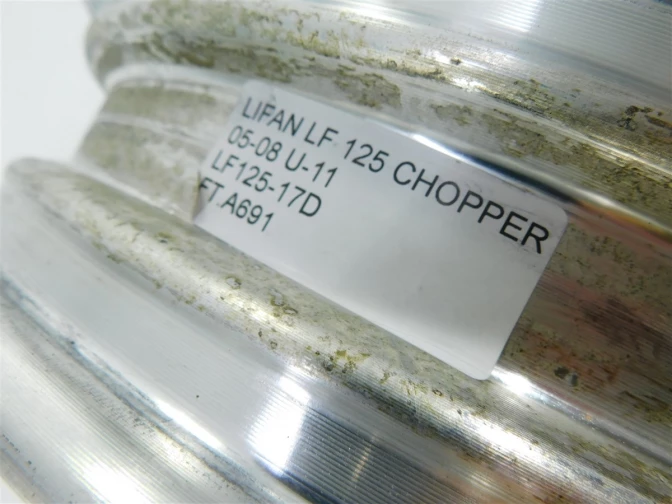 LIFAN LF 125 CHOPPER
05-08 U-11
LF125-17D
FT.A691